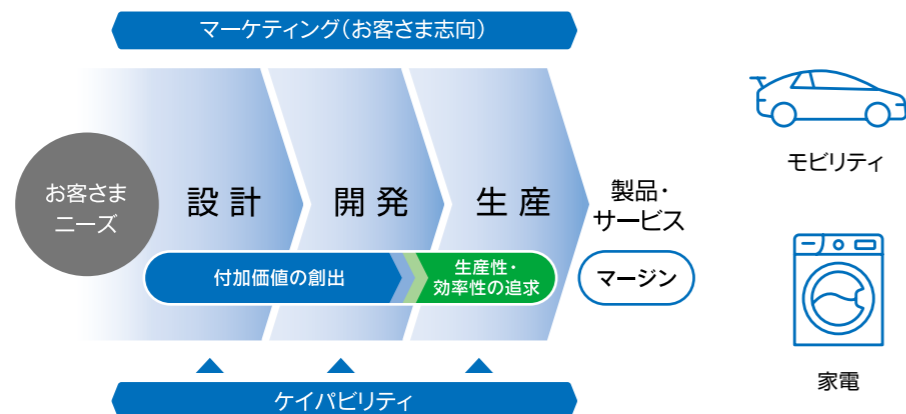 マーケティング（お客さま志向）
お客さま
ニーズ
設計
開発
生産
製品・
サービス
付加価値の創出
生産性・
効率性の追求
マージン
ケイパビリティ
モビリティ
家電